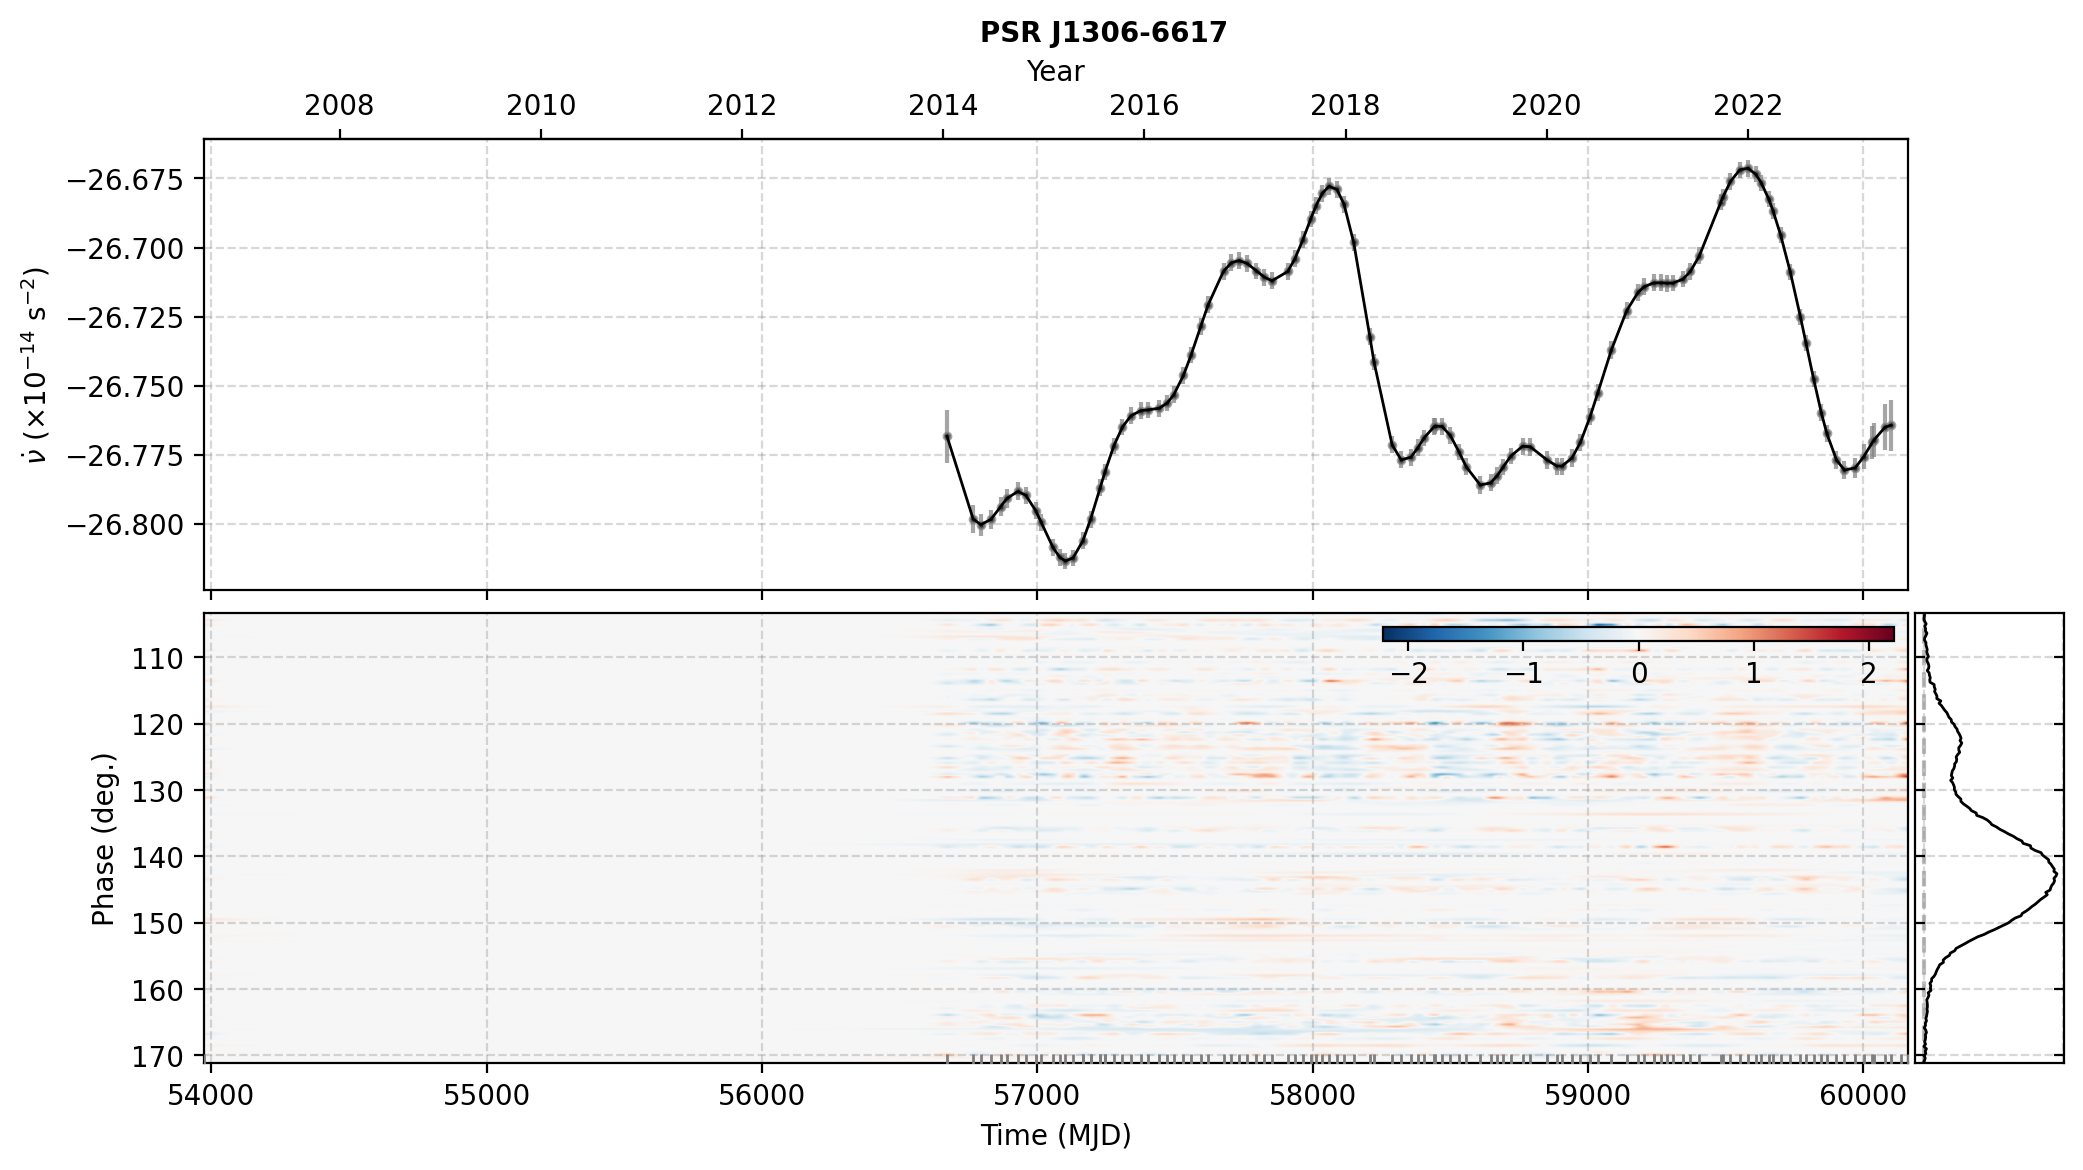 PSR J1306-6617
Year
2008 2010 2012 2014 2016 2018 2020 2022
−26.675
−26.700
−26.725
−26.750
−26.775
−26.800
ν̇ (×10⁻¹⁴ s⁻²)
−2 −1 0 1 2
110
120
130
140
150
160
170
Phase (deg.)
54000 55000 56000 57000 58000 59000 60000
Time (MJD)